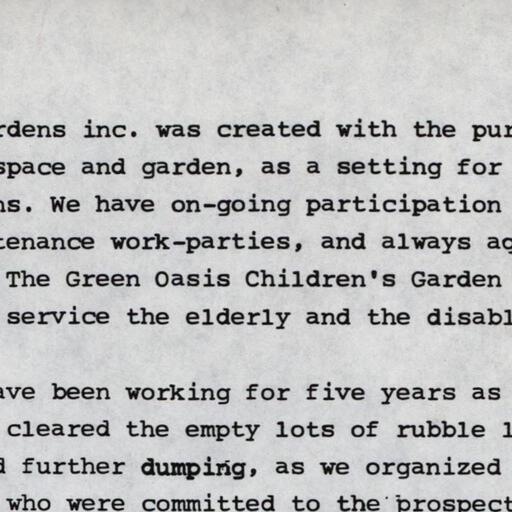 rdens inc. was created with the pur
space and garden, as a setting for
ns. We have on-going participation
tenance work-parties, and always ag
The Green Oasis Children's Garden
service the elderly and the disabl
ave been working for five years as
cleared the empty lots of rubble l
d further dumping, as we organized
who were committed to the prospect